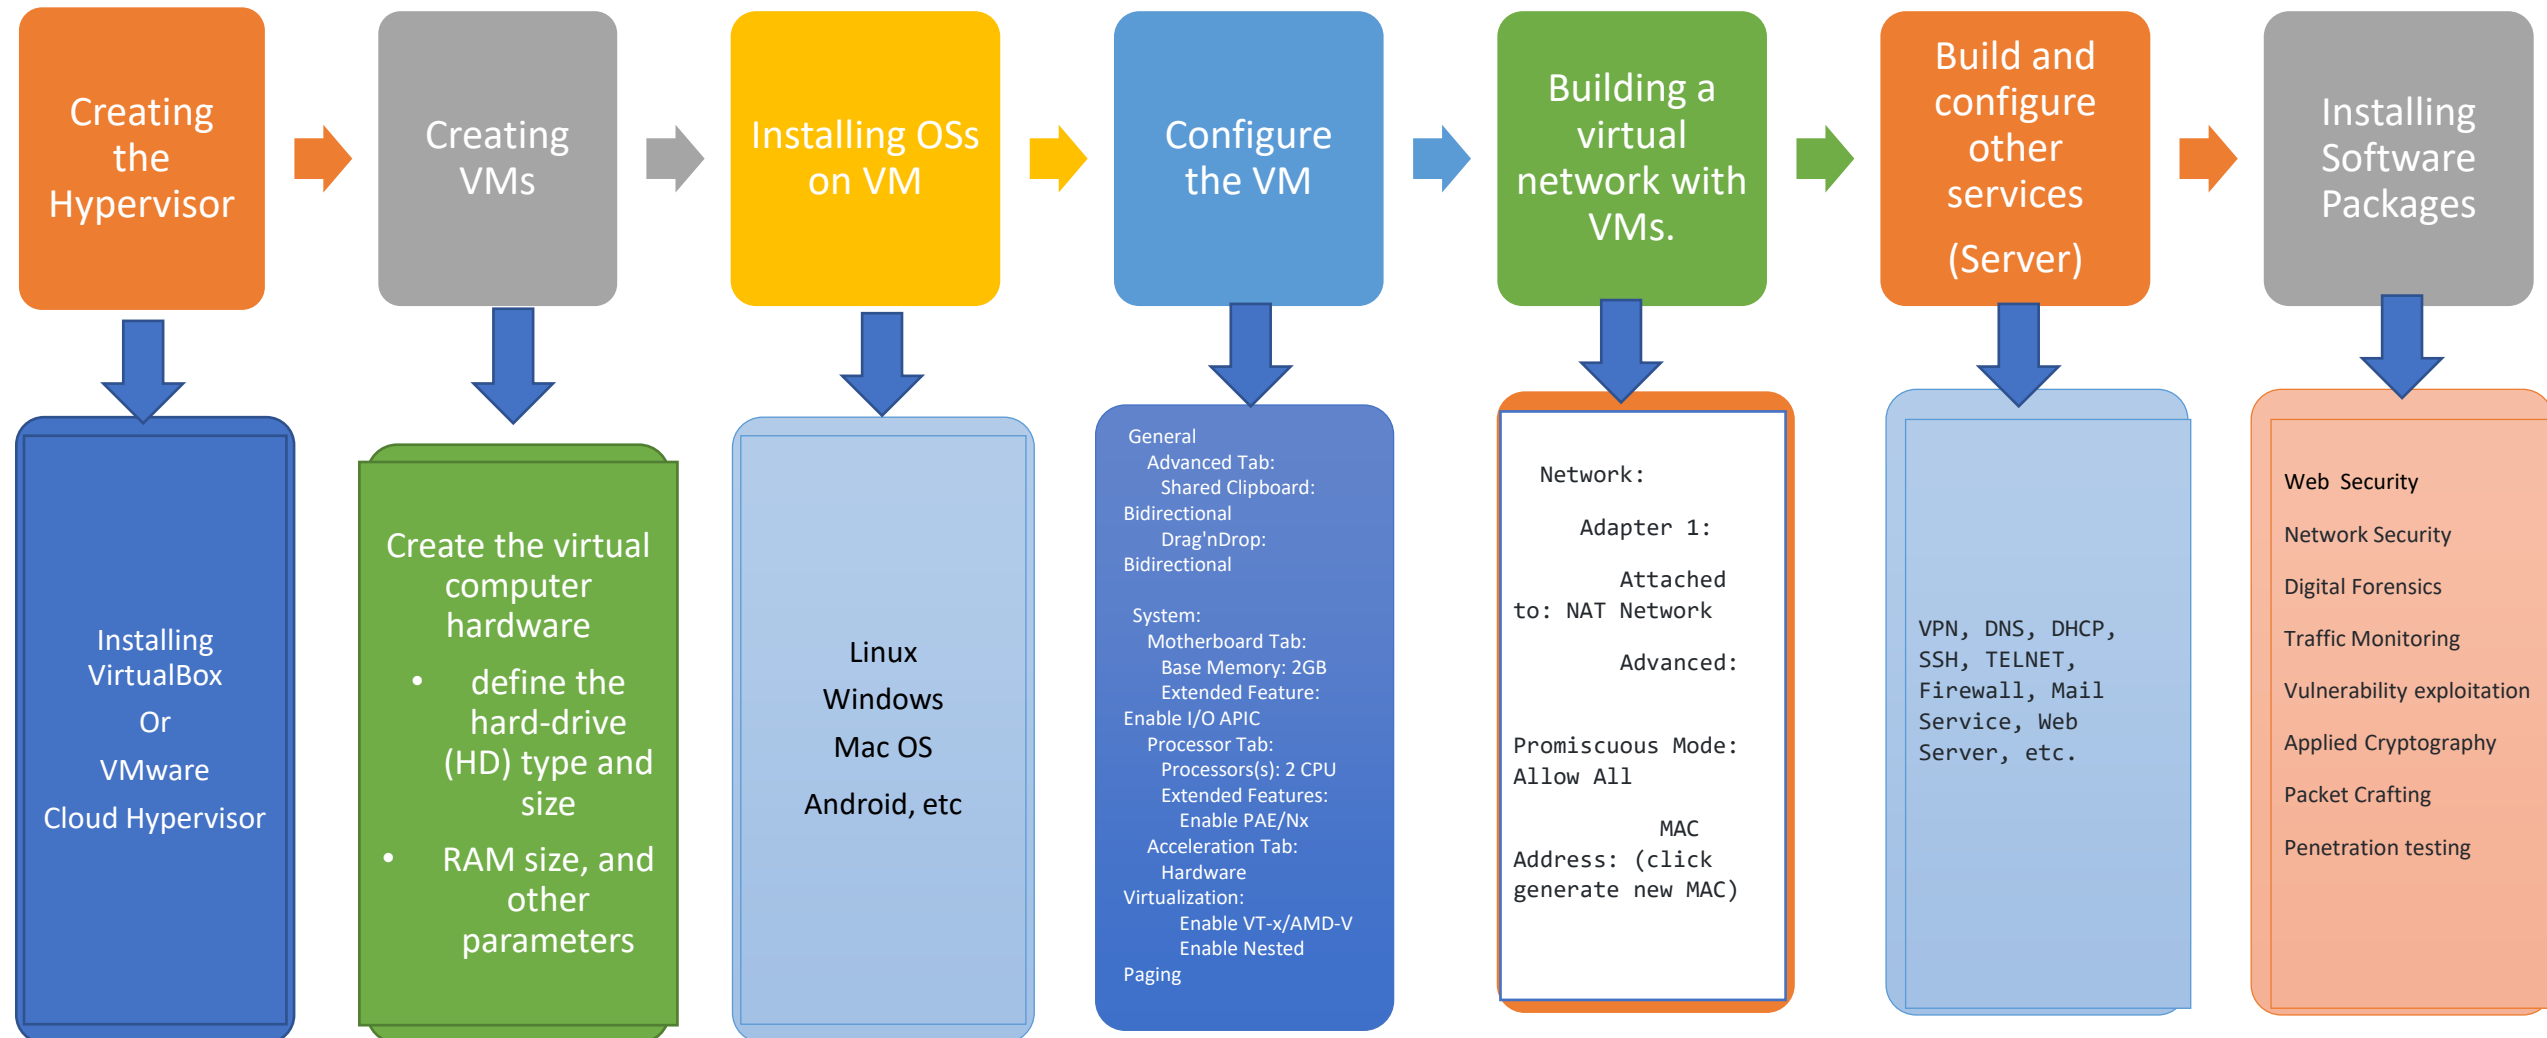 Creating
the
Hypervisor
Creating
VMs
Installing OSs
on VM
Configure
the VM
Building a
virtual
network with
VMs.
Build and
configure
other
services
(Server)
Installing
Software
Packages
Installing
VirtualBox
Or
VMware
Cloud Hypervisor
Create the virtual
computer
hardware
• define the
hard-drive
(HD) type and
size
• RAM size, and
other
parameters
Linux
Windows
Mac OS
Android, etc
General
Advanced Tab:
Shared Clipboard:
Bidirectional
Drag'nDrop:
Bidirectional
System:
Motherboard Tab:
Base Memory: 2GB
Extended Feature:
Enable I/O APIC
Processor Tab:
Processors(s): 2 CPU
Extended Features:
Enable PAE/Nx
Acceleration Tab:
Hardware
Virtualization:
Enable VT-x/AMD-V
Enable Nested
Paging
Network:
Adapter 1:
Attached
to: NAT Network
Advanced:
Promiscuous Mode:
Allow All
MAC
Address: (click
generate new MAC)
VPN, DNS, DHCP,
SSH, TELNET,
Firewall, Mail
Service, Web
Server, etc.
Web  Security
Network Security
Digital Forensics
Traffic Monitoring
Vulnerability exploitation
Applied Cryptography
Packet Crafting
Penetration testing